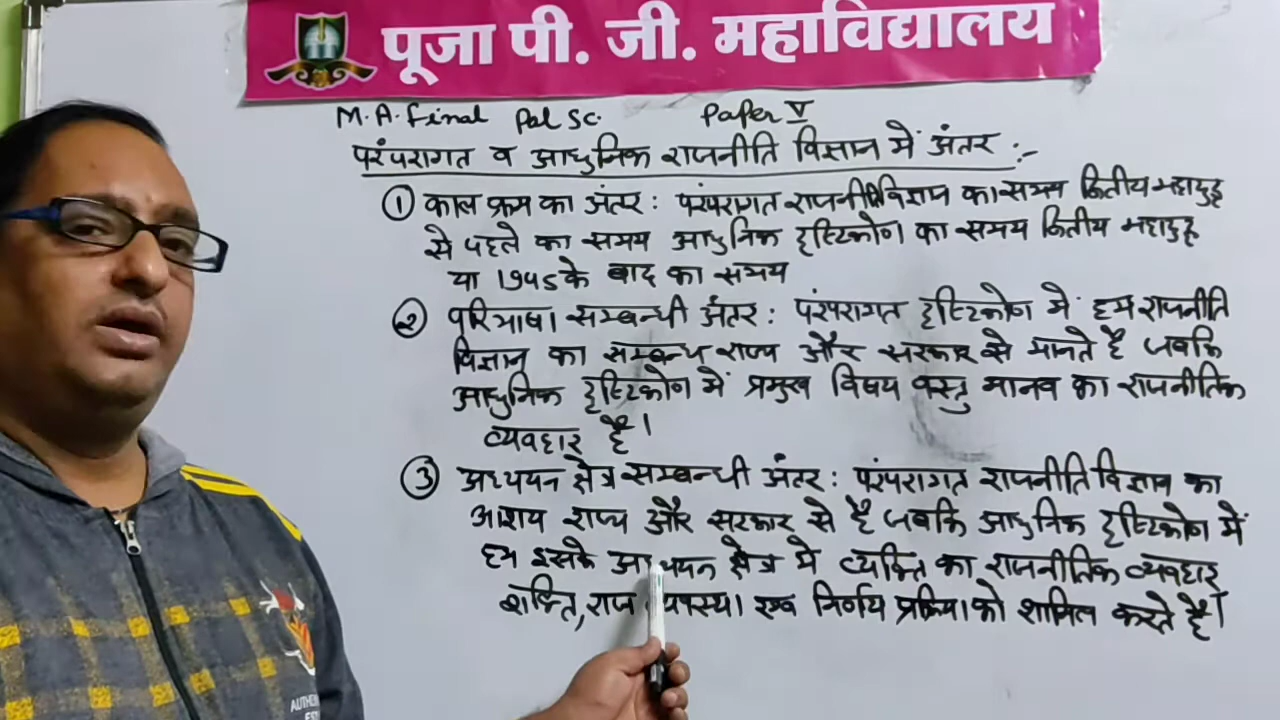 पूजा पी. जी. महाविद्यालय
M.A. Final Pol Sc. Paper V
परंपरागत व आधुनिक राजनीति विज्ञान में अंतर :-
① काल क्रम का अंतर : परंपरागत राजनीति विज्ञान का समय द्वितीय महायुद्ध
से पहले का समय आधुनिक दृष्टिकोण का समय द्वितीय महायुद्ध
या 1945 के बाद का समय
② परिभाषा सम्बन्धी अंतर : परंपरागत दृष्टिकोण में हम राजनीति
विज्ञान का सम्बन्ध राज्य और सरकार से मानते है जबकि
आधुनिक दृष्टिकोण में प्रमुख विषय वस्तु मानव का राजनीतिक
व्यवहार है।
③ अध्ययन क्षेत्र सम्बन्धी अंतर : परंपरागत राजनीति विज्ञान का
आशय राज्य और सरकार से है जबकि आधुनिक दृष्टिकोण में
हम इसके अध्ययन क्षेत्र मे व्यक्ति का राजनीतिक व्यवहार
शक्ति, राज व्यवस्था एवं निर्णय प्रक्रिया को शामिल करते है।